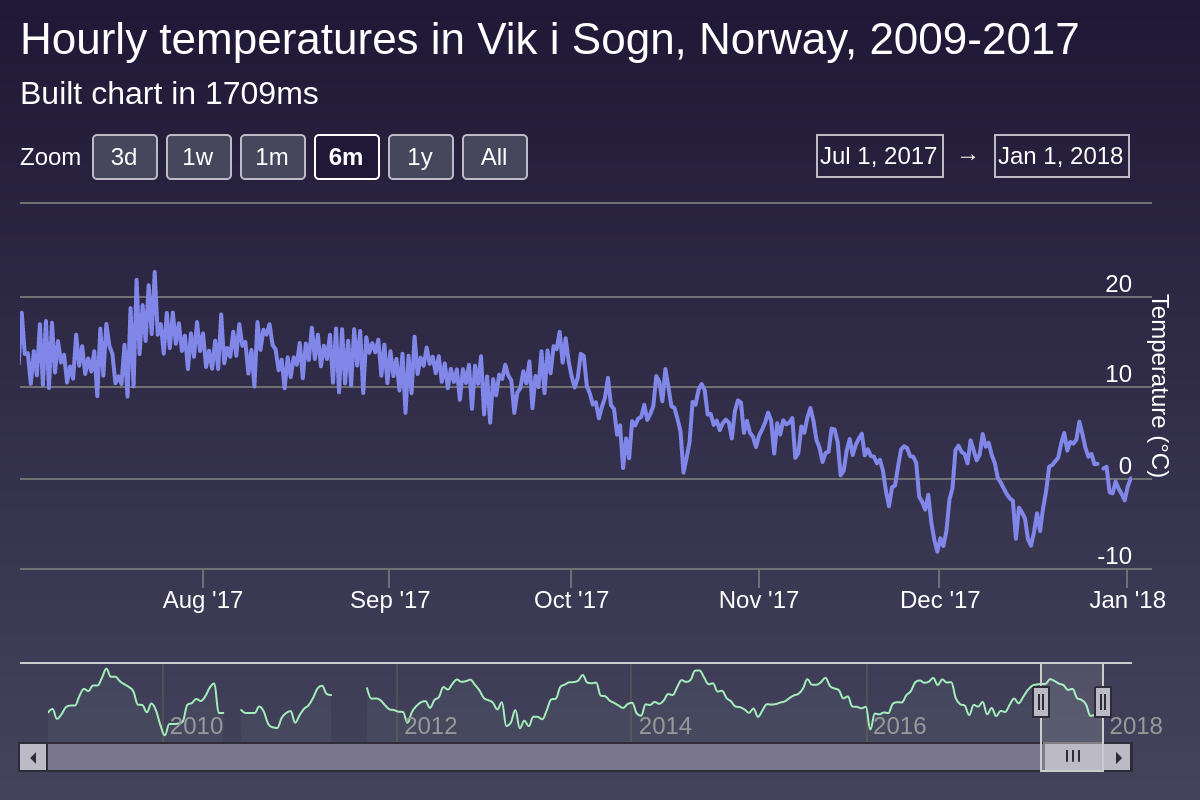 Hourly temperatures in Vik i Sogn, Norway, 2009-2017
Built chart in 1709ms
Zoom 3d 1w 1m 6m 1y All Jul 1, 2017 → Jan 1, 2018
20
10
0
-10
Temperature (°C)
Aug '17 Sep '17 Oct '17 Nov '17 Dec '17 Jan '18
2010 2012 2014 2016 2018